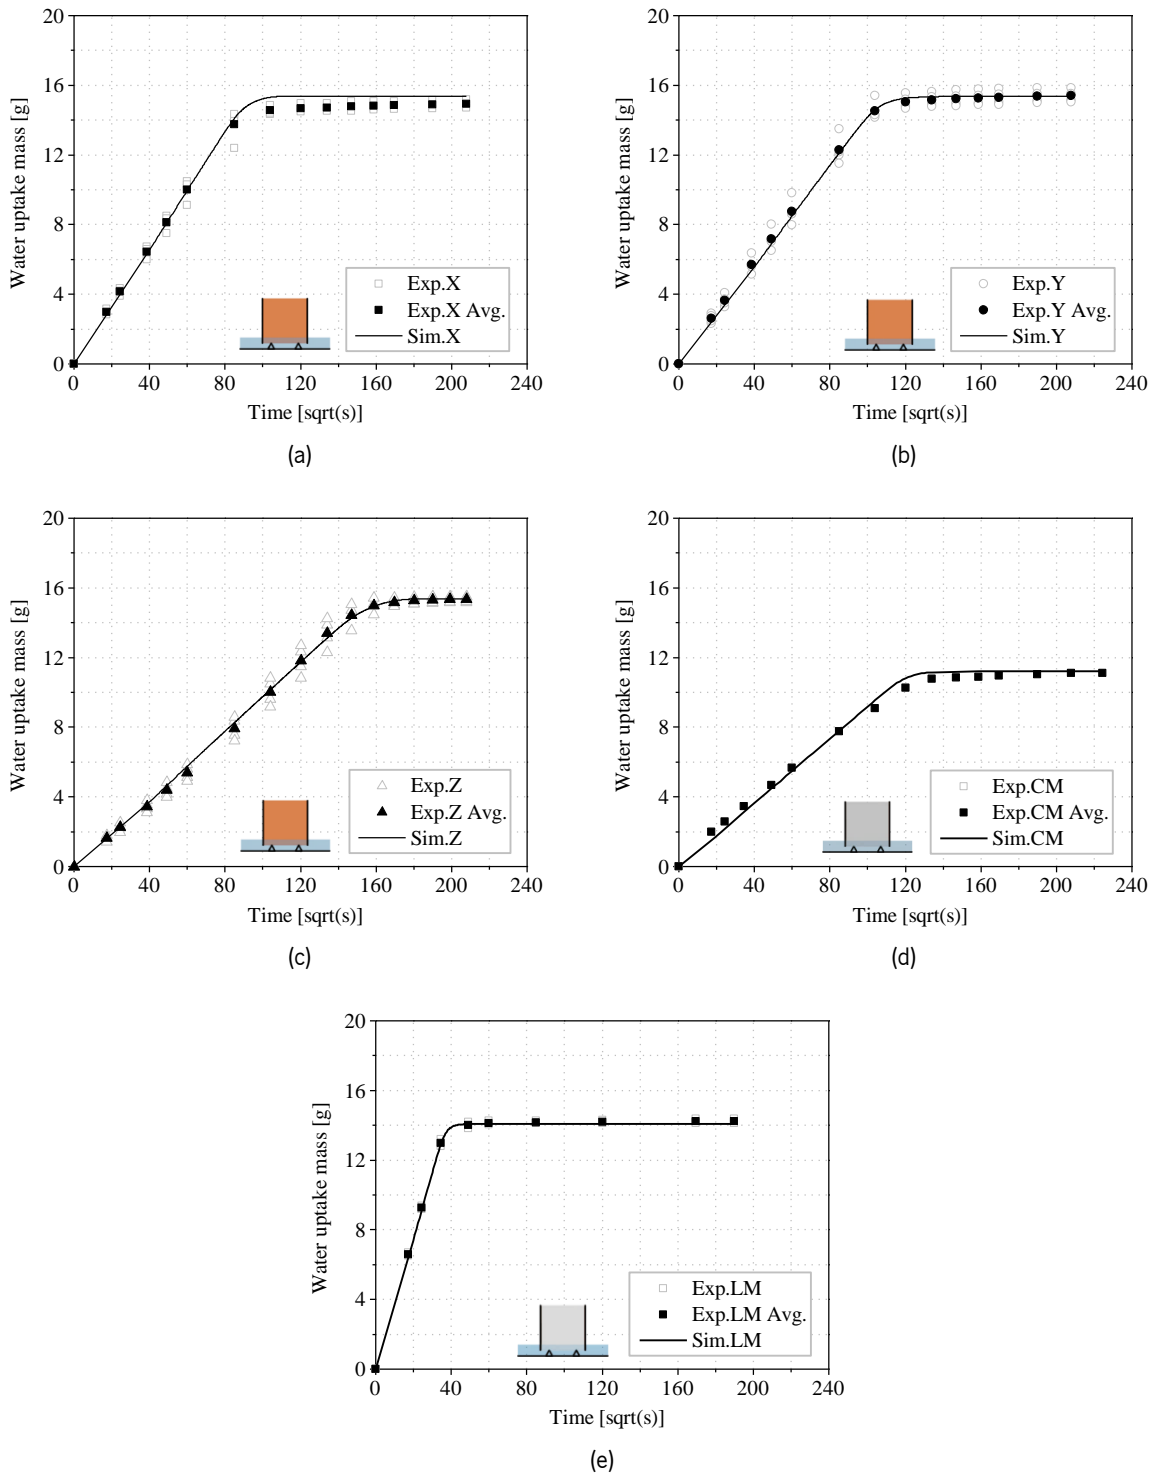 20
16
12
8
4
0
Water uptake mass [g]
Exp.X
Exp.X Avg.
Sim.X
0 40 80 120 160 200 240
Time [sqrt(s)]
(a)
20
16
12
8
4
0
Water uptake mass [g]
Exp.Y
Exp.Y Avg.
Sim.Y
0 40 80 120 160 200 240
Time [sqrt(s)]
(b)
20
16
12
8
4
0
Water uptake mass [g]
Exp.Z
Exp.Z Avg.
Sim.Z
0 40 80 120 160 200 240
Time [sqrt(s)]
(c)
20
16
12
8
4
0
Water uptake mass [g]
Exp.CM
Exp.CM Avg.
Sim.CM
0 40 80 120 160 200 240
Time [sqrt(s)]
(d)
20
16
12
8
4
0
Water uptake mass [g]
Exp.LM
Exp.LM Avg.
Sim.LM
0 40 80 120 160 200 240
Time [sqrt(s)]
(e)